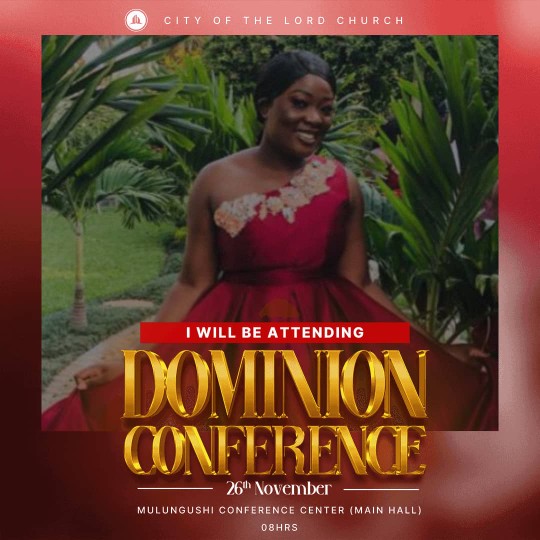 CITY OF THE LORD CHURCH
I WILL BE ATTENDING
DOMINION
CONFERENCE
26th November
MULUNGUSHI CONFERENCE CENTER (MAIN HALL)
08HRS